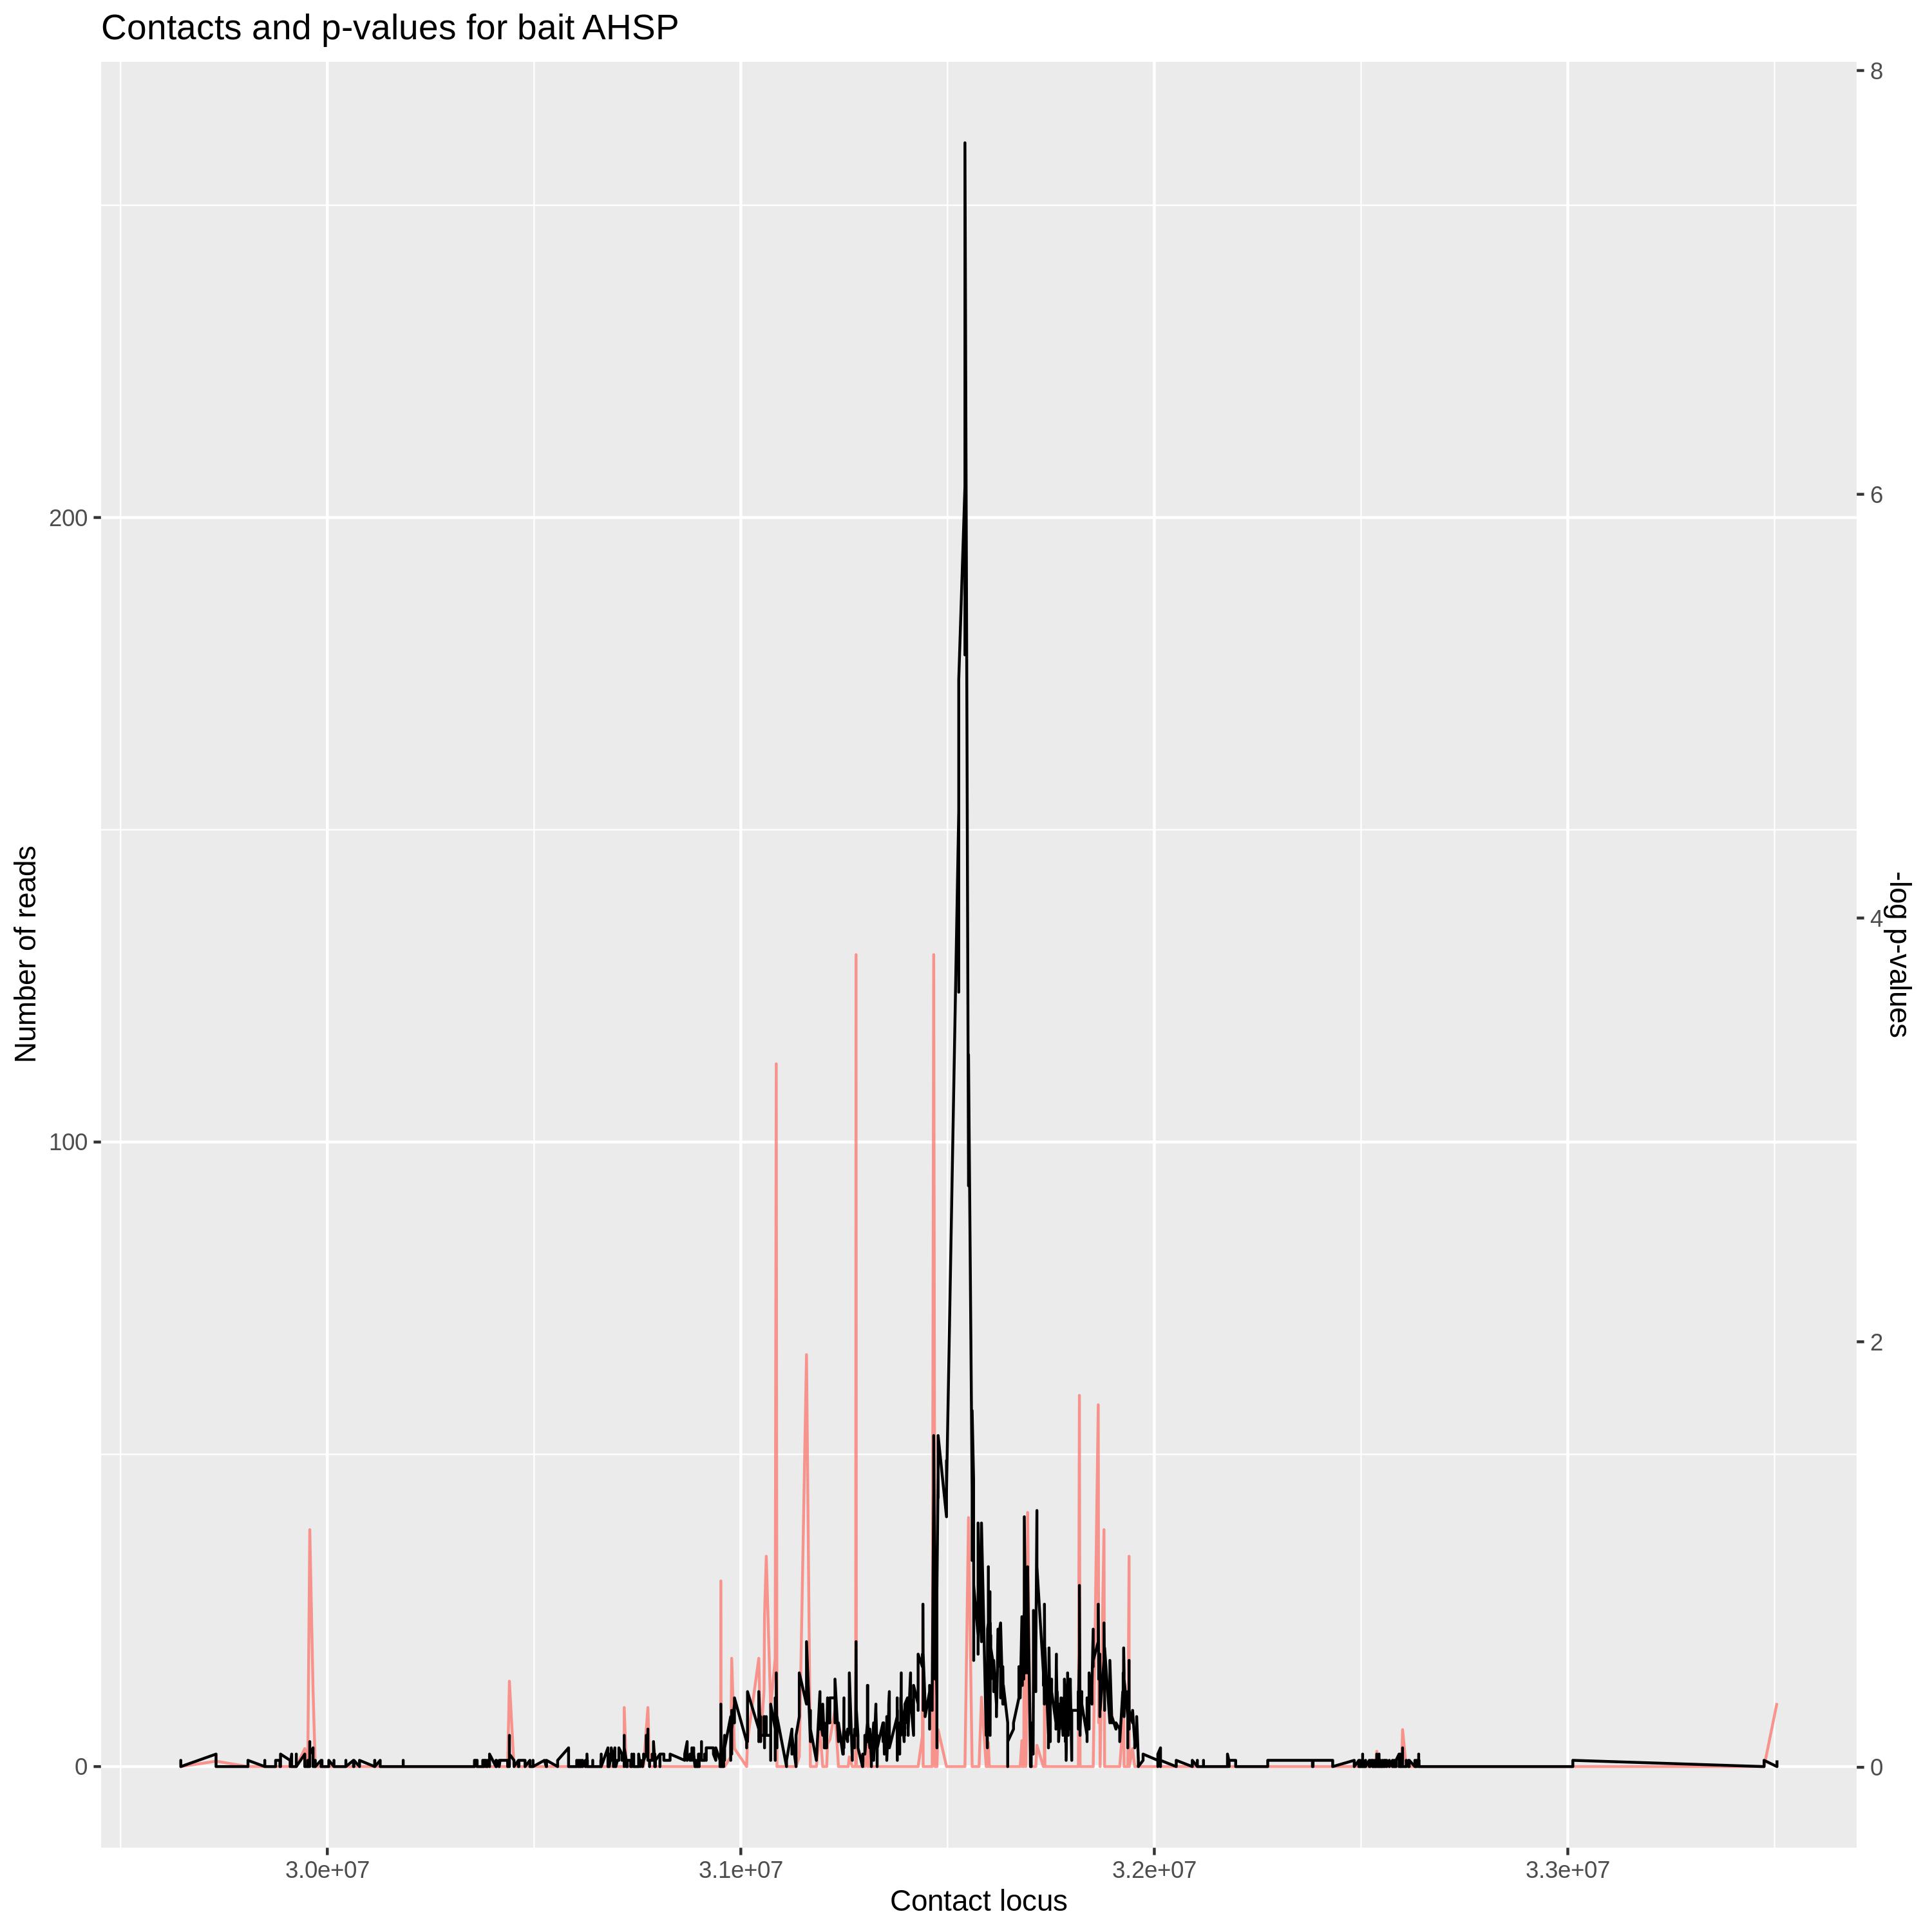 Contacts and p-values for bait AHSP
8
6
4
2
0
200
100
0
Number of reads
-log p-values
3.0e+07 3.1e+07 3.2e+07 3.3e+07
Contact locus